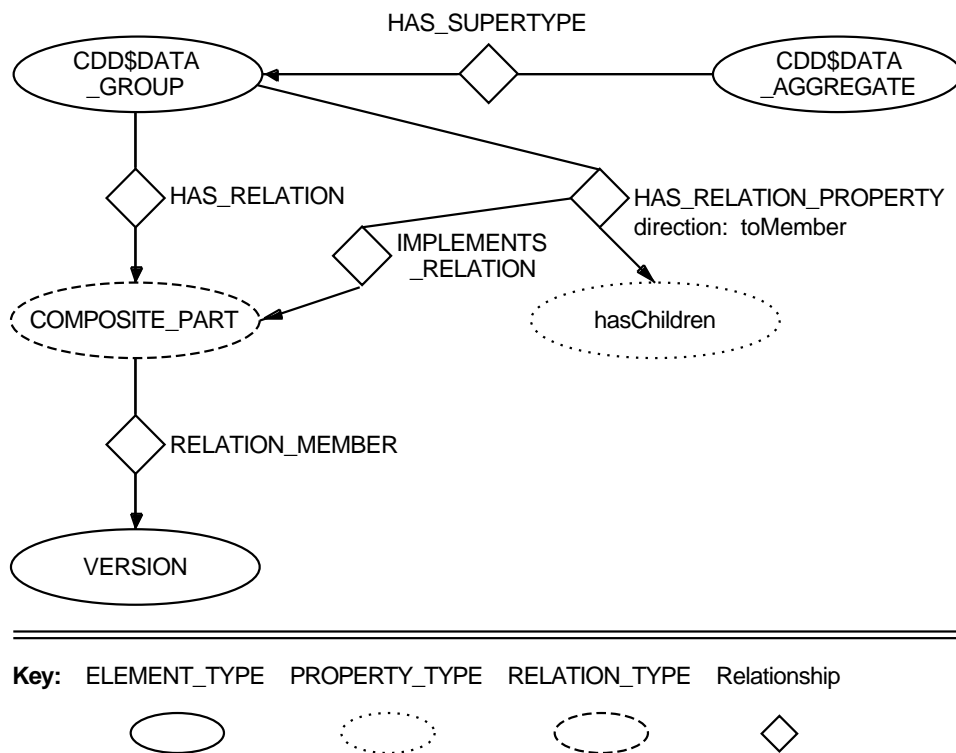 HAS_SUPERTYPE
CDD$DATA
_GROUP
CDD$DATA
_AGGREGATE
HAS_RELATION
HAS_RELATION_PROPERTY
direction: toMember
IMPLEMENTS
_RELATION
COMPOSITE_PART
hasChildren
RELATION_MEMBER
VERSION
Key: ELEMENT_TYPE PROPERTY_TYPE RELATION_TYPE Relationship